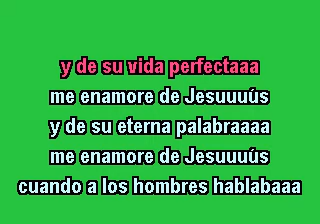 y de su vida perfectaaa
me enamore de Jesuuuús
y de su eterna palabraaaa
me enamore de Jesuuuús
cuando a los hombres hablabaaa